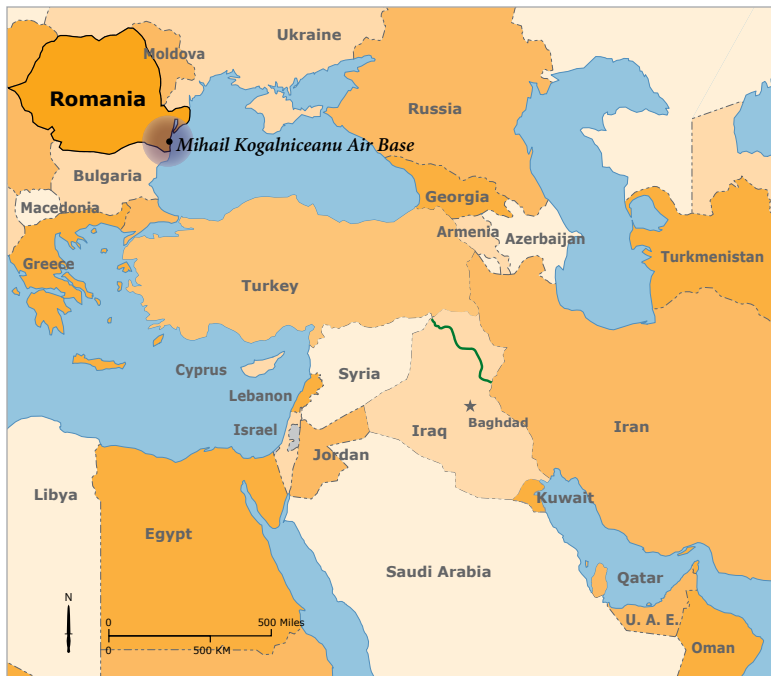 Ukraine
Moldova
Romania
Russia
Mihail Kogalniceanu Air Base
Bulgaria
Georgia
Macedonia
Armenia
Azerbaijan
Greece
Turkmenistan
Turkey
Cyprus
Syria
Lebanon
Israel
Iraq
Baghdad
Iran
Jordan
Libya
Kuwait
Egypt
Saudi Arabia
Qatar
N
U. A. E.
0
500 Miles
0
500 KM
Oman